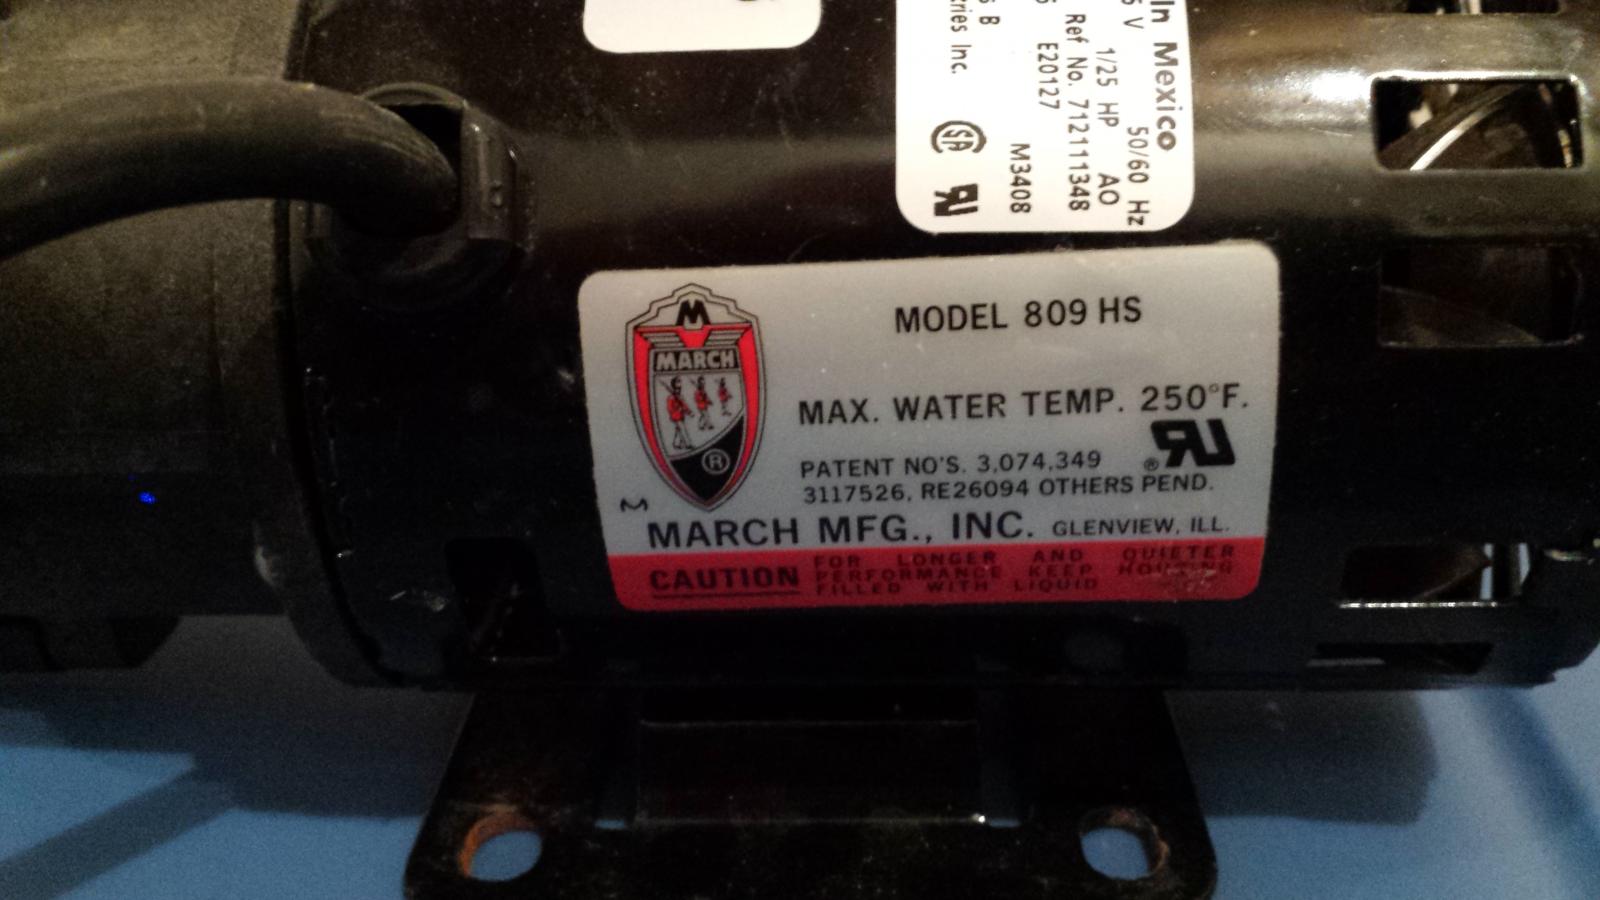 In Mexico
5 V 50/60 Hz
1/25 HP AO
Ref No. 7121111348
E20127
M3408
B
Inc.
M
MARCH
®
MODEL 809 HS
MAX. WATER TEMP. 250°F.
PATENT NO'S. 3,074,349
3117526, RE26094 OTHERS PEND.
MARCH MFG., INC. GLENVIEW, ILL.
CAUTION FOR LONGER AND QUIETER
PERFORMANCE KEEP HOUSING
FILLED WITH LIQUID